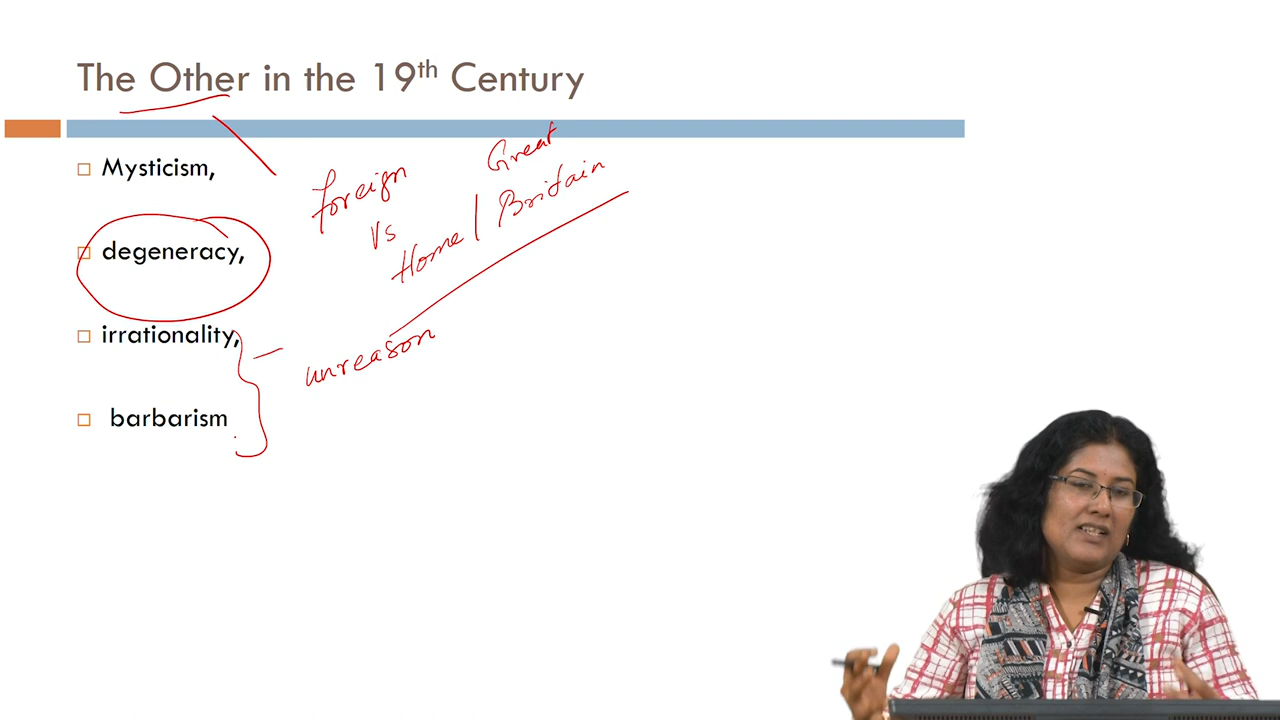 The Other in the 19th Century
Mysticism,
degeneracy,
irrationality,
barbarism
foreign
vs
Home | Great Britain
unreason